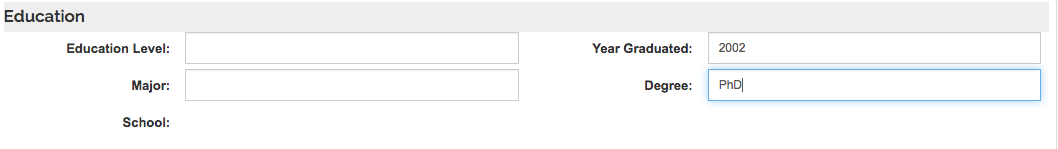 Education
Education Level: Year Graduated: 2002
Major: Degree: PhD
School: